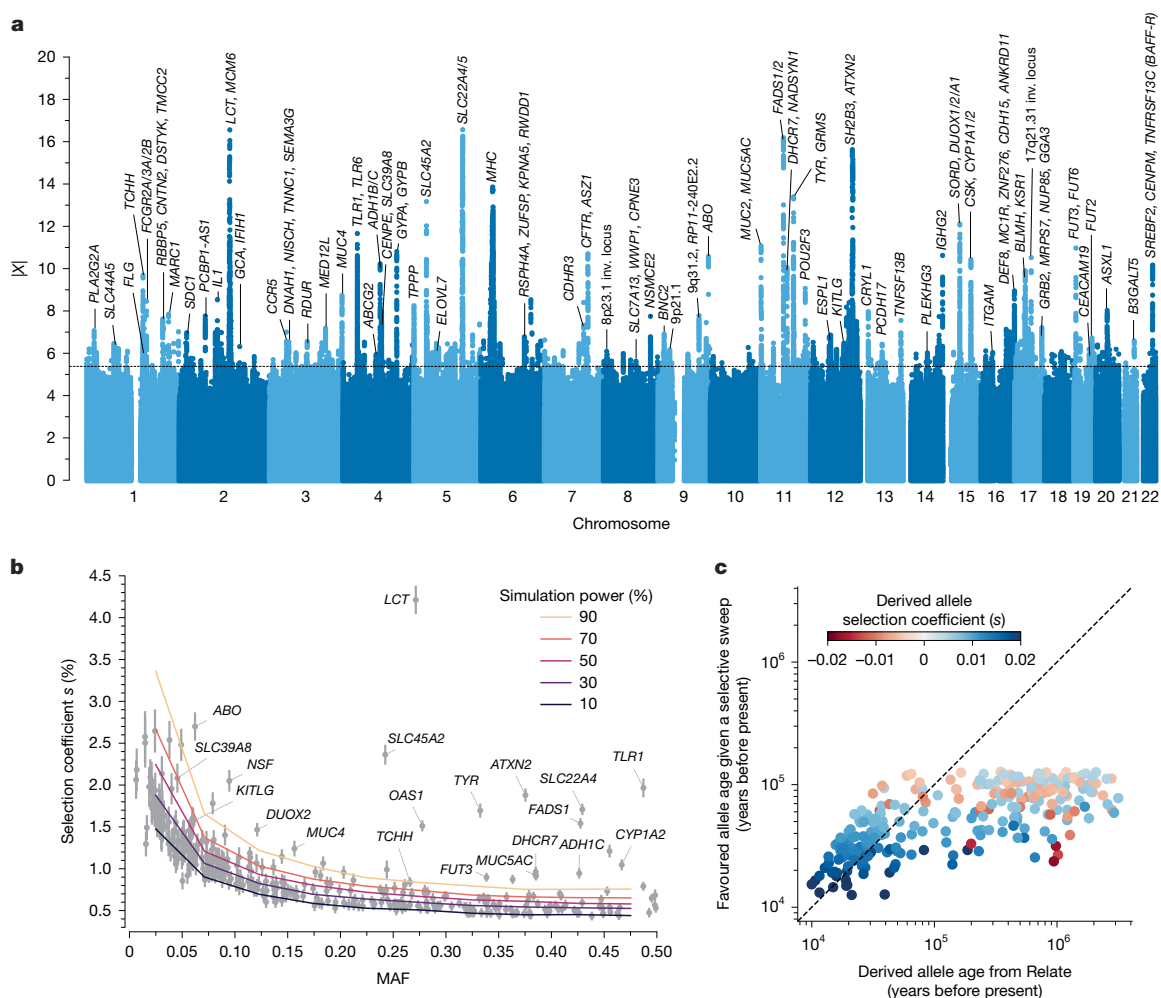 a
|X|
20
18
16
14
12
10
8
6
4
2
0
PLA2G2A
SLC44A5
TCHH
FLG
FCGR2A/3A/2B
RBBP5, CNTN2, DSTYK, TMCC2
MARC1
SDC1
PCBP1-AS1
IL1
LCT, MCM6
GCA, IFIH1
CCR5
DNAH1, NISCH, TNNC1, SEMA3G
RDUR
MED12L
MUC4
TLR1, TLR6
ABCG2
ADH1B/C
CENPE, SLC39A8
GYPA, GYPB
TPPP
SLC45A2
ELOVL7
SLC22A4/5
MHC
RSPH4A, ZUFSP, KPNA5, RWDD1
CDHR3
CFTR, ASZ1
8p23.1 inv. locus
SLC7A13, WWP1, CPNE3
NSMCE2
BNC2
9p21.1
9q31.2, RP11-240E2.2
ABO
MUC2, MUC5AC
FADS1/2
DHCR7, NADSYN1
TYR, GRM5
POU2F3
ESPL1
KITLG
SH2B3, ATXN2
CRYL1
PCDH17
TNFSF13B
PLEKHG3
IGHG2
SORD, DUOX1/2/A1
CSK, CYP1A1/2
ITGAM
DEF8, MC1R, ZNF276, CDH15, ANKRD11
BLMH, KSR1
17q21.31 inv. locus
GRB2, MRPS7, NUP85, GGA3
FUT3, FUT6
CEACAM19
FUT2
ASXL1
B3GALT5
SREBF2, CENPM, TNFRSF13C (BAFF-R)
1 2 3 4 5 6 7 8 9 10 11 12 13 14 15 16 17 18 19 20 21 22
Chromosome
b
Selection coefficient s (%)
4.5
4.0
3.5
3.0
2.5
2.0
1.5
1.0
0.5
LCT
Simulation power (%)
90
70
50
30
10
ABO
SLC39A8
NSF
KITLG
DUOX2
MUC4
SLC45A2
OAS1
TCHH
TYR
ATXN2
SLC22A4
FADS1
TLR1
FUT3
MUC5AC
DHCR7
ADH1C
CYP1A2
0 0.05 0.10 0.15 0.20 0.25 0.30 0.35 0.40 0.45 0.50
MAF
c
Favoured allele age given a selective sweep
(years before present)
Derived allele
selection coefficient (s)
−0.02 −0.01 0 0.01 0.02
10⁶
10⁵
10⁴
10⁴ 10⁵ 10⁶
Derived allele age from Relate
(years before present)